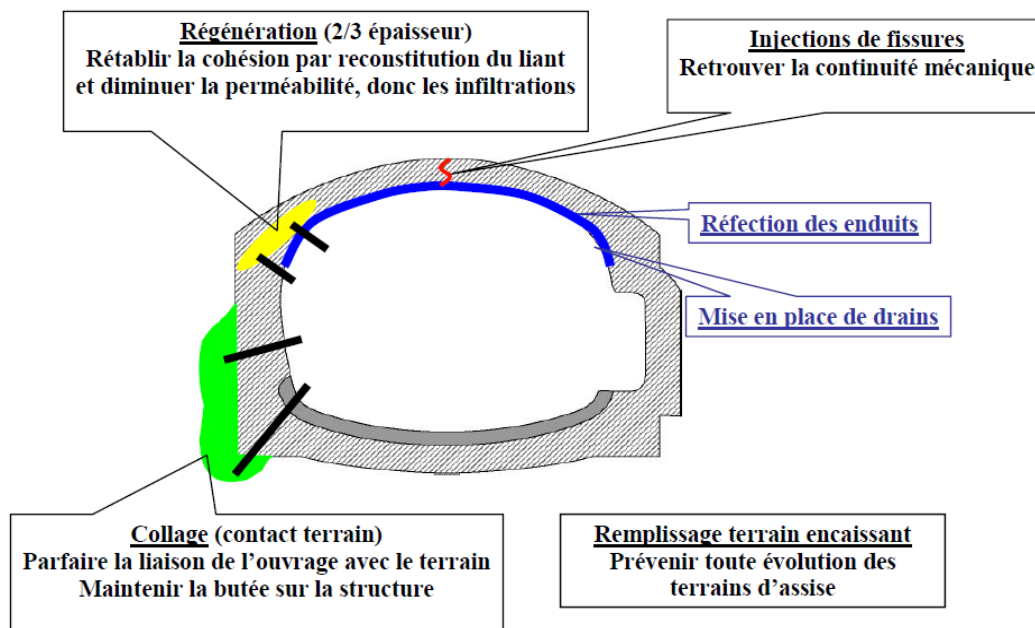 Régénération (2/3 épaisseur)
Rétablir la cohésion par reconstitution du liant
et diminuer la perméabilité, donc les infiltrations
Injections de fissures
Retrouver la continuité mécanique
Réfection des enduits
Mise en place de drains
Collage (contact terrain)
Parfaire la liaison de l’ouvrage avec le terrain
Maintenir la butée sur la structure
Remplissage terrain encaissant
Prévenir toute évolution des
terrains d’assise